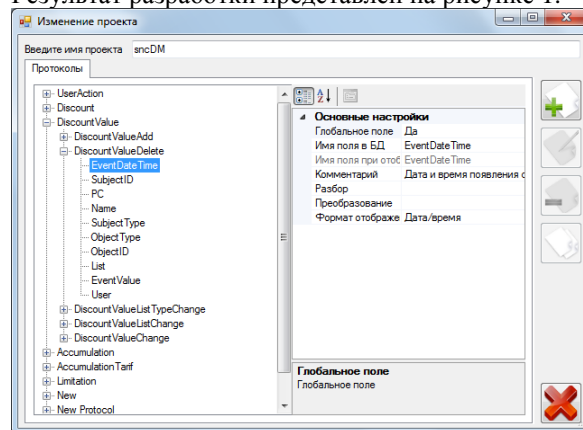 Результат разработки представлен на рисунке 1.
Изменение проекта
Введите имя проекта sncDM
Протоколы
UserAction
Discount
DiscountValue
DiscountValueAdd
DiscountValueDelete
EventDateTime
SubjectID
PC
Name
SubjectType
ObjectType
ObjectID
List
EventValue
User
DiscountValueListTypeChange
DiscountValueListChange
DiscountValueChange
Accumulation
AccumulationTarif
Limitation
New
New Protocol
Основные настройки
Глобальное поле Да
Имя поля в БД EventDateTime
Имя поля при отоб EventDateTime
Комментарий Дата и время появления с
Разбор
Преобразование
Формат отображе Дата/время
Глобальное поле
Глобальное поле